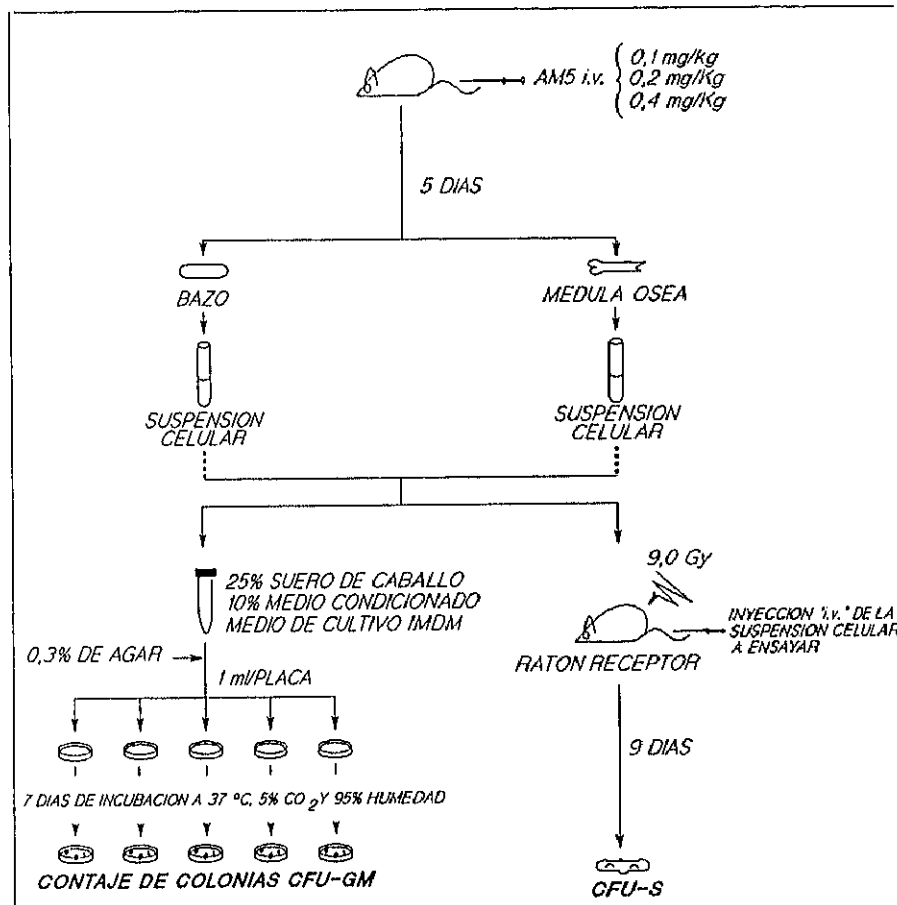 AM5 i.v.
0,1 mg/kg
0,2 mg/Kg
0,4 mg/Kg
5 DIAS
BAZO
MEDULA OSEA
SUSPENSION
CELULAR
SUSPENSION
CELULAR
25% SUERO DE CABALLO
10% MEDIO CONDICIONADO
MEDIO DE CULTIVO IMDM
0,3% DE AGAR
1 ml/PLACA
7 DIAS DE INCUBACION A 37 ºC, 5% CO2 Y 95% HUMEDAD
CONTAJE DE COLONIAS CFU-GM
9,0 Gy
INYECCION "i.v." DE LA
SUSPENSION CELULAR
A ENSAYAR
RATON RECEPTOR
9 DIAS
CFU-S